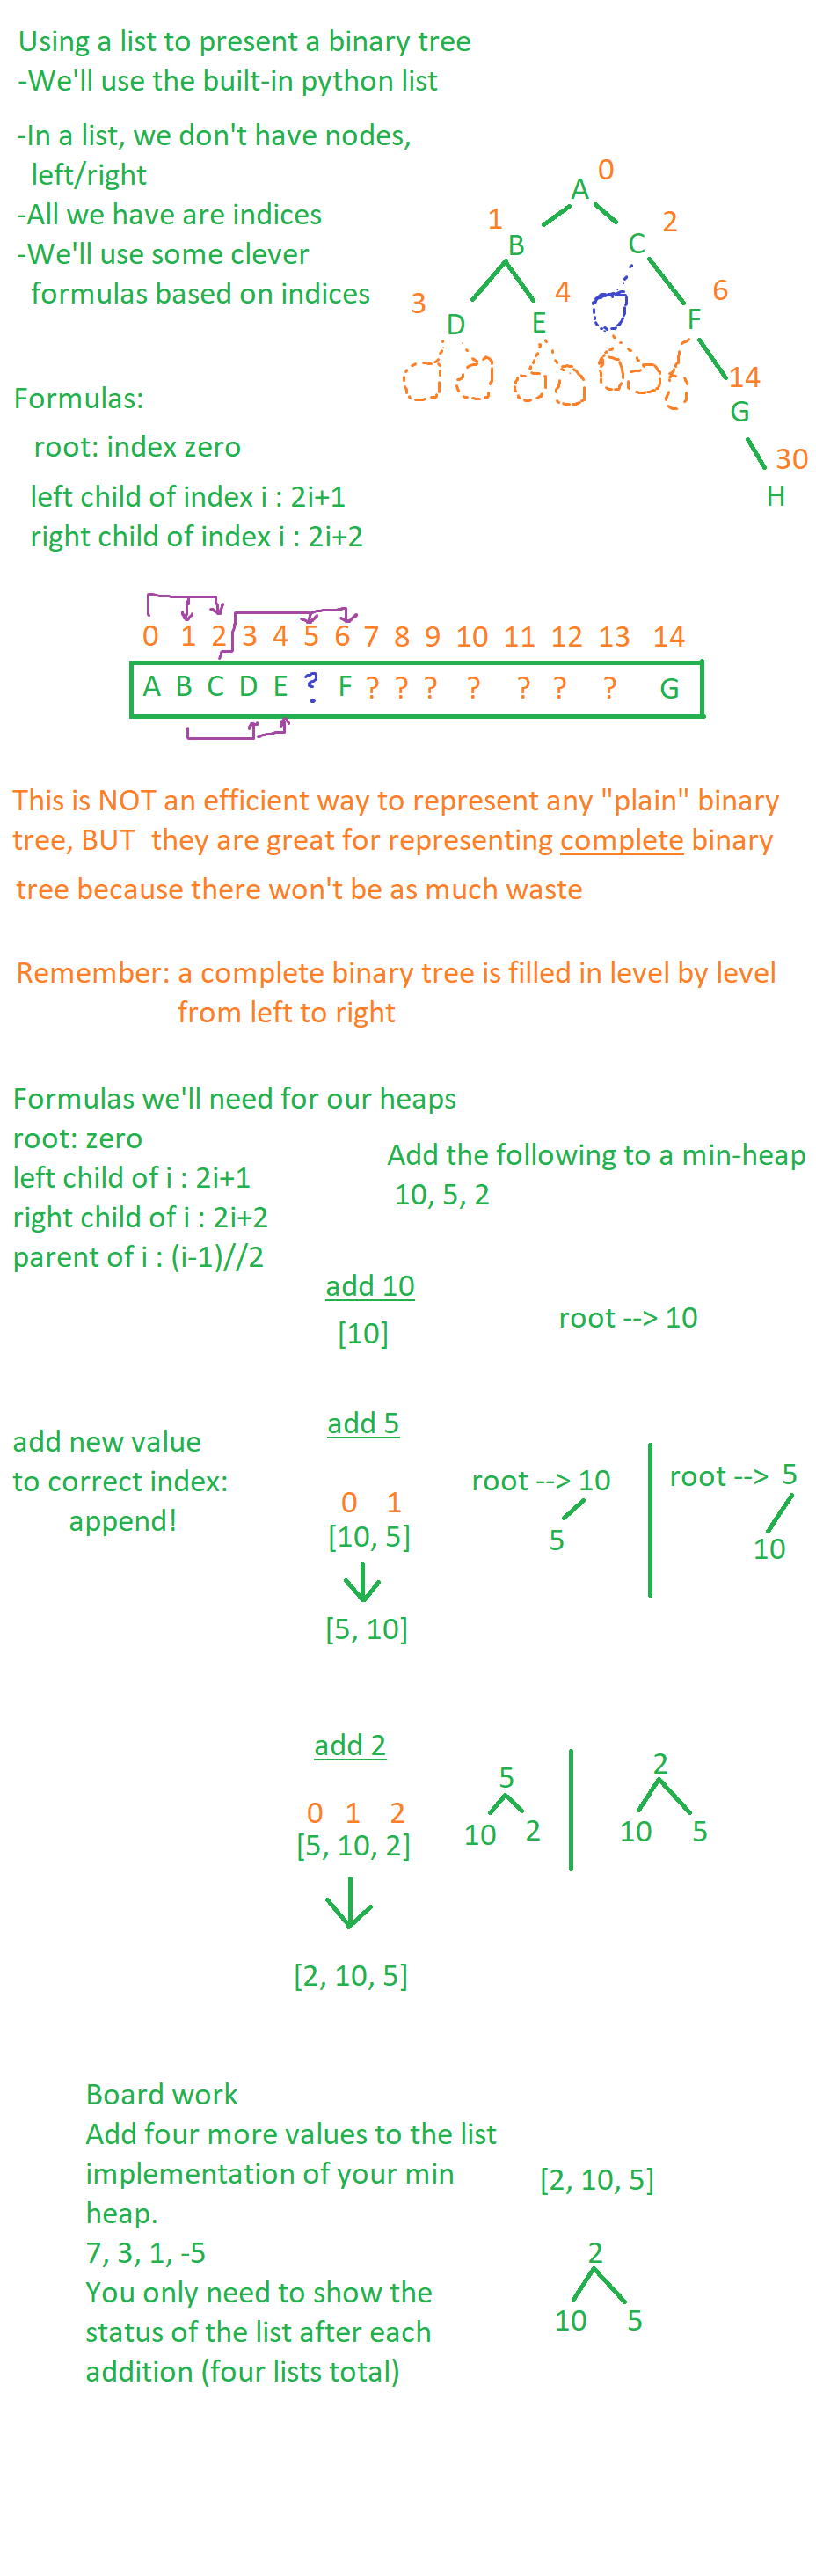 Using a list to present a binary tree
-We'll use the built-in python list
-In a list, we don't have nodes,
left/right
-All we have are indices
-We'll use some clever
formulas based on indices
A 0
1 B
C 2
3 D
E 4
F 6
14
G
30
H
Formulas:
root: index zero
left child of index i : 2i+1
right child of index i : 2i+2
0 1 2 3 4 5 6 7 8 9 10 11 12 13 14
A B C D E ? F ? ? ? ? ? ? ? G
This is NOT an efficient way to represent any "plain" binary
tree, BUT they are great for representing complete binary
tree because there won't be as much waste
Remember: a complete binary tree is filled in level by level
from left to right
Formulas we'll need for our heaps
root: zero
left child of i : 2i+1
right child of i : 2i+2
parent of i : (i-1)//2
Add the following to a min-heap
10, 5, 2
add 10
[10]
root --> 10
add new value
to correct index:
append!
add 5
0 1
[10, 5]
[5, 10]
root --> 10
5
root --> 5
10
add 2
0 1 2
[5, 10, 2]
[2, 10, 5]
5
10 2
2
10 5
Board work
Add four more values to the list
implementation of your min
heap.
7, 3, 1, -5
You only need to show the
status of the list after each
addition (four lists total)
[2, 10, 5]
2
10 5